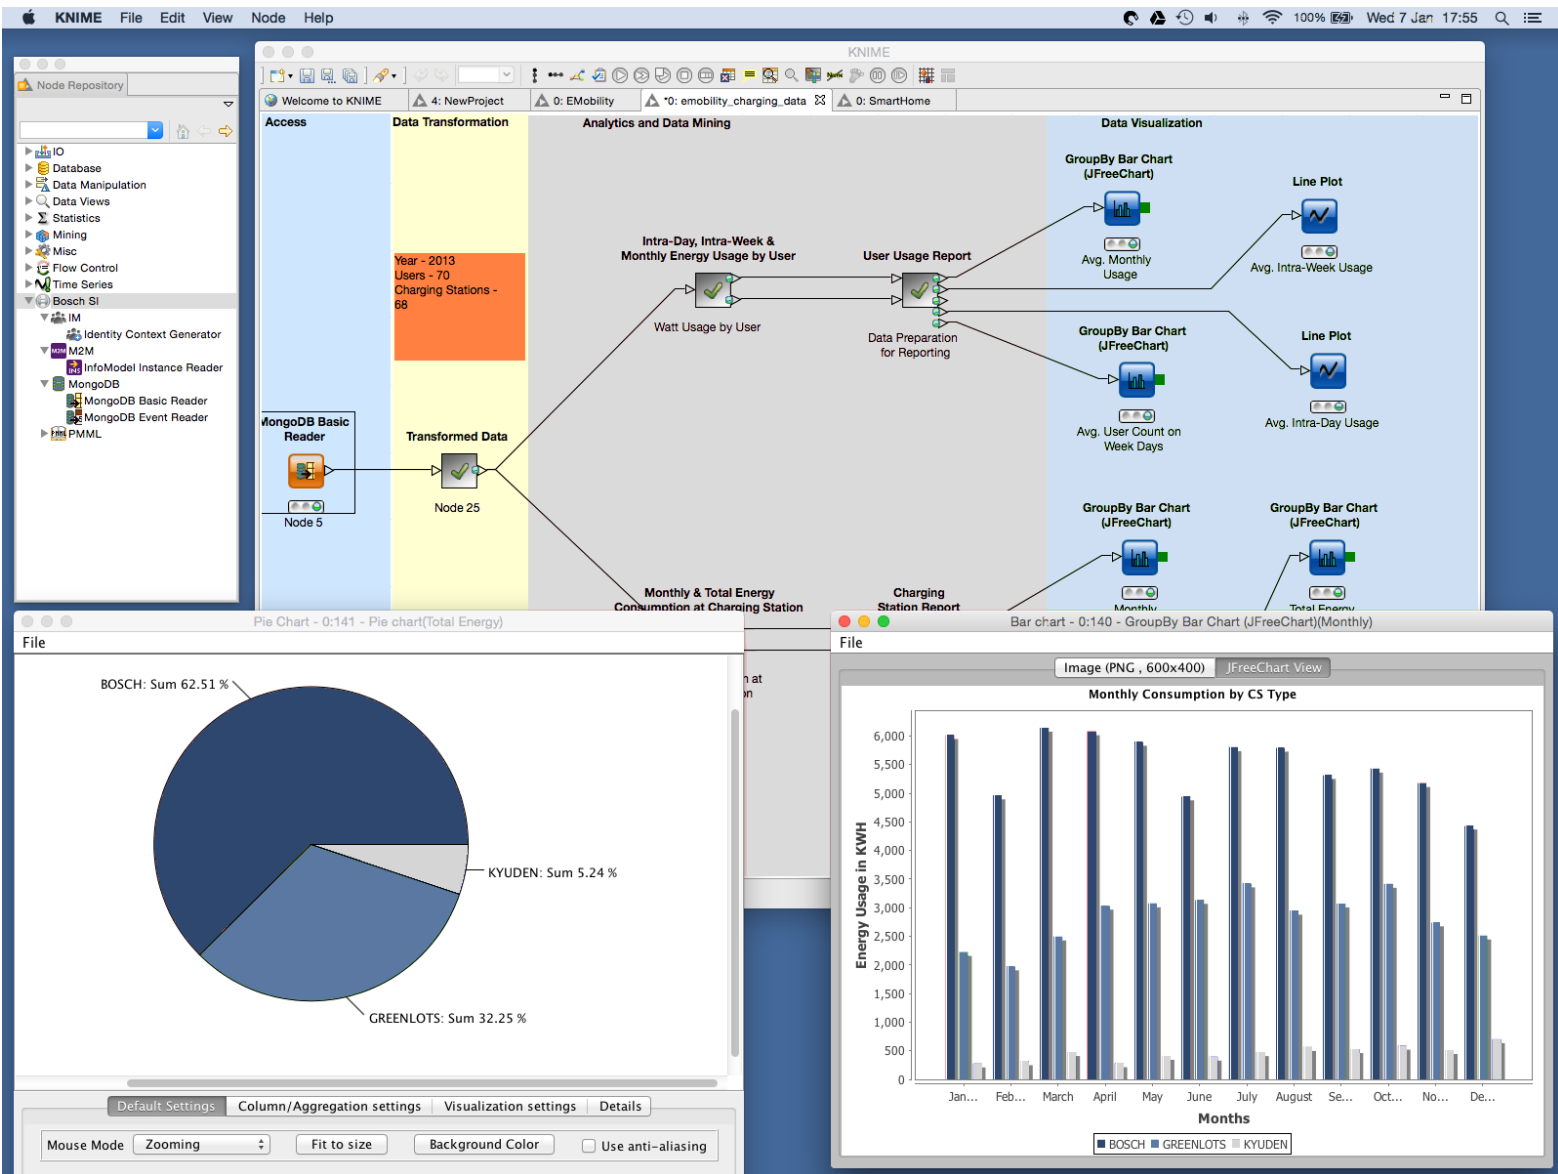 KNIME File Edit View Node Help
100% Wed 7 Jan 17:55
Node Repository
IO
Database
Data Manipulation
Data Views
Statistics
Mining
Misc
Flow Control
Time Series
Bosch SI
IM
Identity Context Generator
M2M
InfoModel Instance Reader
MongoDB
MongoDB Basic Reader
MongoDB Event Reader
PMML
KNIME
Welcome to KNIME
4: NewProject
0: EMobility
*0: emobility_charging_data
0: SmartHome
Access
Data Transformation
Analytics and Data Mining
Data Visualization
Year - 2013
Users - 70
Charging Stations -
68
MongoDB Basic
Reader
Node 5
Transformed Data
Node 25
Intra-Day, Intra-Week &
Monthly Energy Usage by User
Watt Usage by User
User Usage Report
Data Preparation
for Reporting
GroupBy Bar Chart
(JFreeChart)
Avg. Monthly
Usage
Line Plot
Avg. Intra-Week Usage
GroupBy Bar Chart
(JFreeChart)
Avg. User Count on
Week Days
Line Plot
Avg. Intra-Day Usage
GroupBy Bar Chart
(JFreeChart)
Monthly
GroupBy Bar Chart
(JFreeChart)
Total Energy
Monthly & Total Energy
Consumption at Charging Station
Charging
Station Report
Pie Chart - 0:141 - Pie chart(Total Energy)
File
BOSCH: Sum 62.51 %
KYUDEN: Sum 5.24 %
GREENLOTS: Sum 32.25 %
Default Settings
Column/Aggregation settings
Visualization settings
Details
Mouse Mode Zooming
Fit to size
Background Color
Use anti-aliasing
Bar chart - 0:140 - GroupBy Bar Chart (JFreeChart)(Monthly)
File
Image (PNG , 600x400)
JFreeChart View
Monthly Consumption by CS Type
Energy Usage in KWH
6,000
5,500
5,000
4,500
4,000
3,500
3,000
2,500
2,000
1,500
1,000
500
0
Jan... Feb... March April May June July August Se... Oct... No... De...
Months
BOSCH GREENLOTS KYUDEN